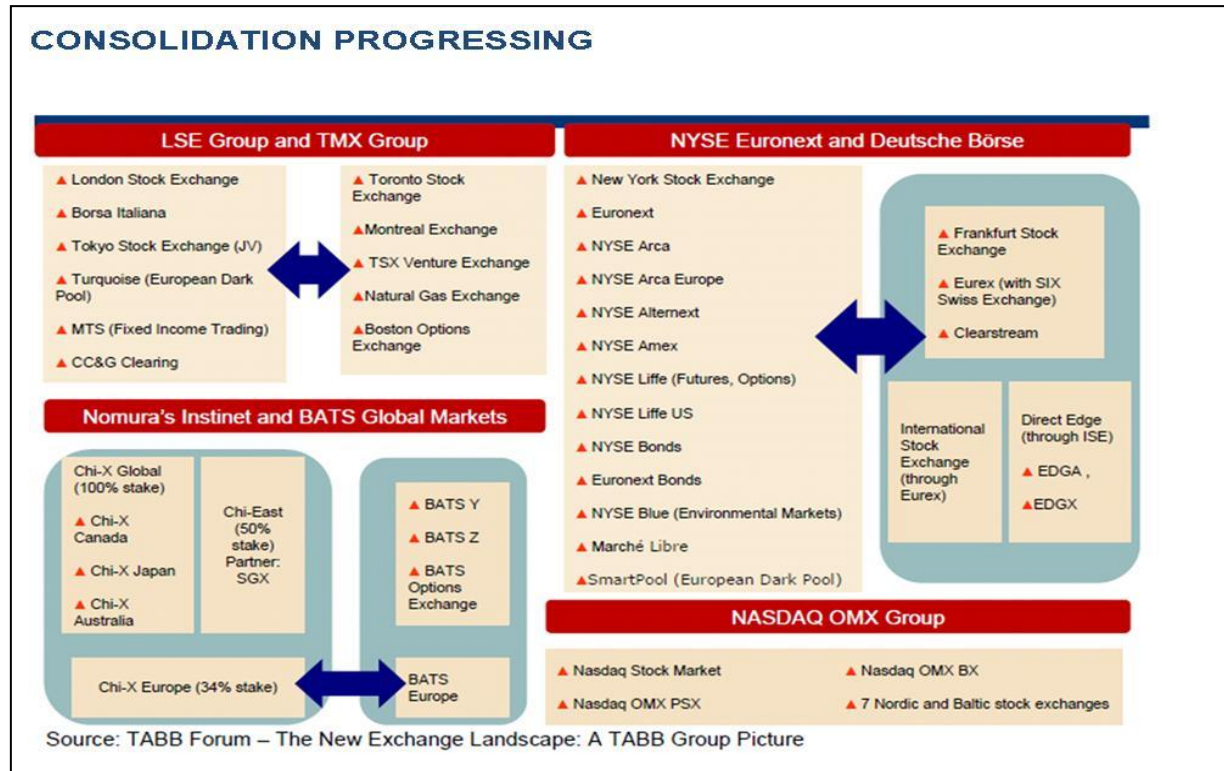 CONSOLIDATION PROGRESSING
LSE Group and TMX Group
▲ London Stock Exchange
▲ Borsa Italiana
▲ Tokyo Stock Exchange (JV)
▲ Turquoise (European Dark
Pool)
▲ MTS (Fixed Income Trading)
▲ CC&G Clearing
▲ Toronto Stock
Exchange
▲Montreal Exchange
▲ TSX Venture Exchange
▲Natural Gas Exchange
▲Boston Options
Exchange
NYSE Euronext and Deutsche Börse
▲ New York Stock Exchange
▲ Euronext
▲ NYSE Arca
▲ NYSE Arca Europe
▲ NYSE Alternext
▲ NYSE Amex
▲ NYSE Liffe (Futures, Options)
▲ NYSE Liffe US
▲ NYSE Bonds
▲ Euronext Bonds
▲ NYSE Blue (Environmental Markets)
▲ Marché Libre
▲SmartPool (European Dark Pool)
▲ Frankfurt Stock
Exchange
▲ Eurex (with SIX
Swiss Exchange)
▲ Clearstream
International
Stock
Exchange
(through
Eurex)
Direct Edge
(through ISE)
▲ EDGA ,
▲EDGX
Nomura's Instinet and BATS Global Markets
Chi-X Global
(100% stake)
▲ Chi-X
Canada
▲ Chi-X Japan
▲ Chi-X
Australia
Chi-East
(50%
stake)
Partner:
SGX
▲ BATS Y
▲ BATS Z
▲ BATS
Options
Exchange
Chi-X Europe (34% stake)
BATS
Europe
NASDAQ OMX Group
▲ Nasdaq Stock Market
▲ Nasdaq OMX PSX
▲ Nasdaq OMX BX
▲ 7 Nordic and Baltic stock exchanges
Source: TABB Forum – The New Exchange Landscape: A TABB Group Picture